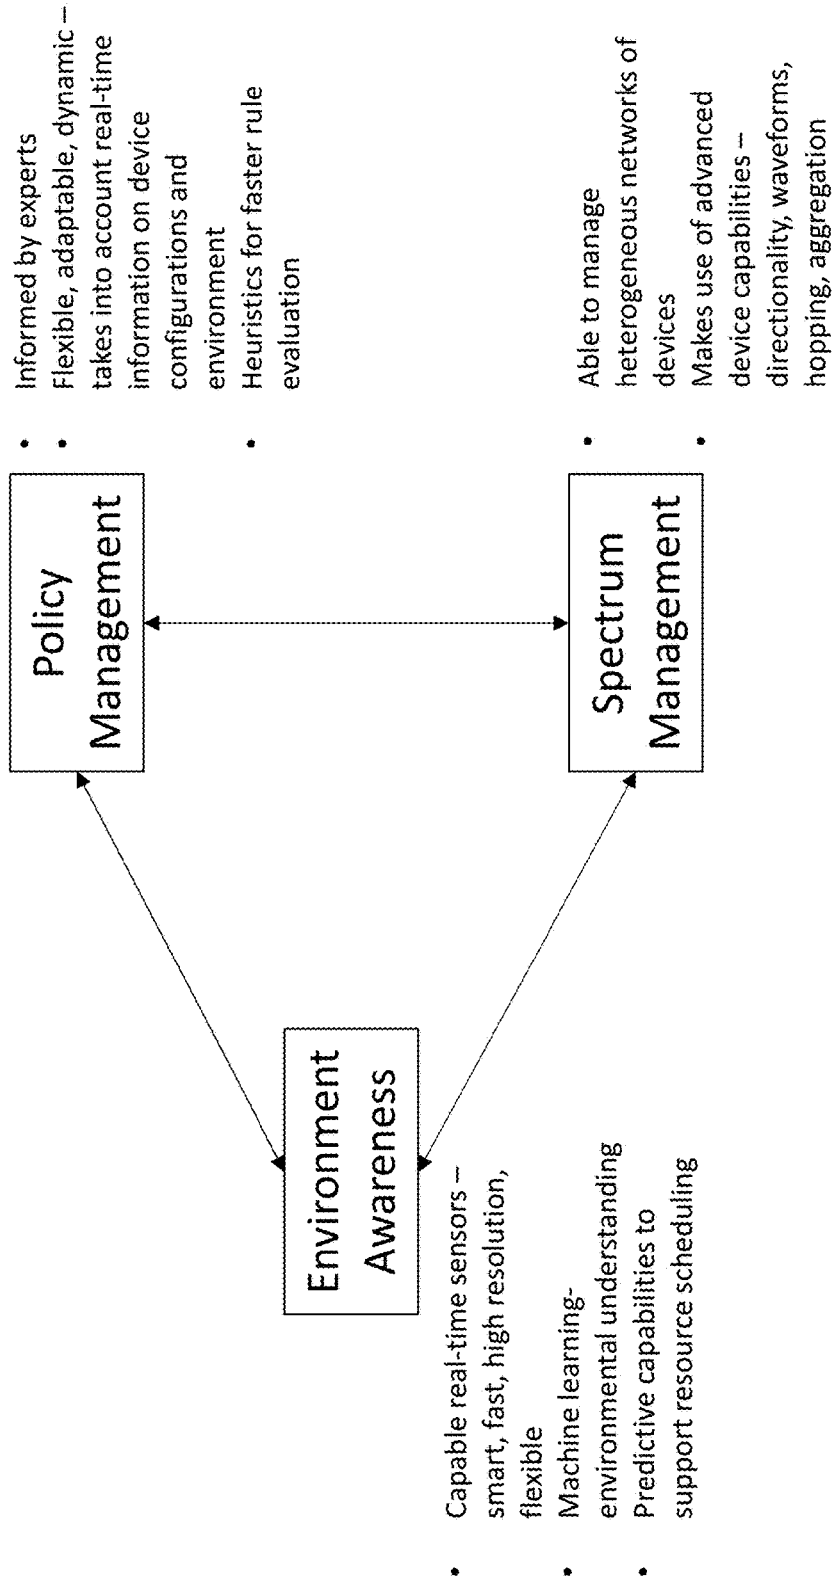 Environment
Awareness
• Capable real-time sensors –
smart, fast, high resolution,
flexible
• Machine learning-
environmental understanding
• Predictive capabilities to
support resource scheduling
Policy
Management
• Informed by experts
• Flexible, adaptable, dynamic –
takes into account real-time
information on device
configurations and
environment
• Heuristics for faster rule
evaluation
Spectrum
Management
• Able to manage
heterogeneous networks of
devices
• Makes use of advanced
device capabilities –
directionality, waveforms,
hopping, aggregation